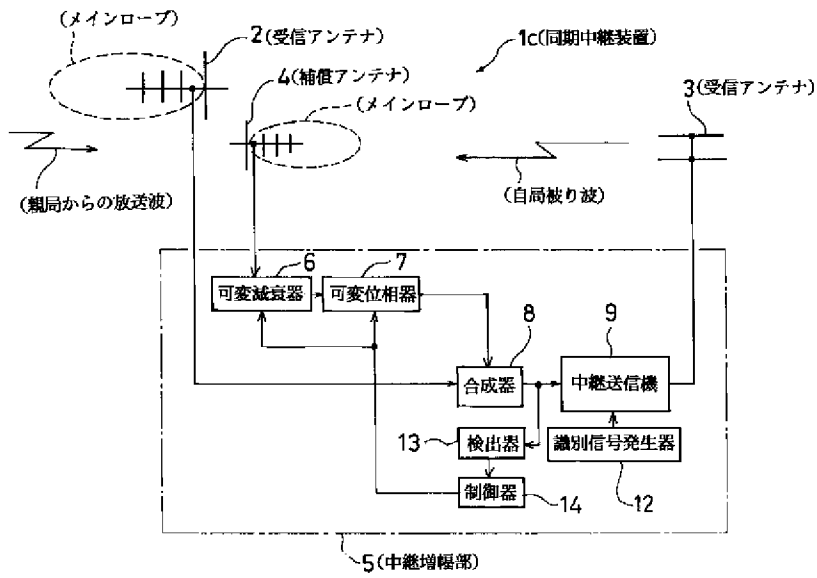 (メインローブ)
2(受信アンテナ)
1c(同期中継装置)
4(補償アンテナ)
(メインローブ)
3(受信アンテナ)
(親局からの放送波)
(自局被り波)
6
7
可変減衰器
可変位相器
8
9
合成器
中継送信機
13
検出器
識別信号発生器
制御器
14
12
5(中継増幅部)